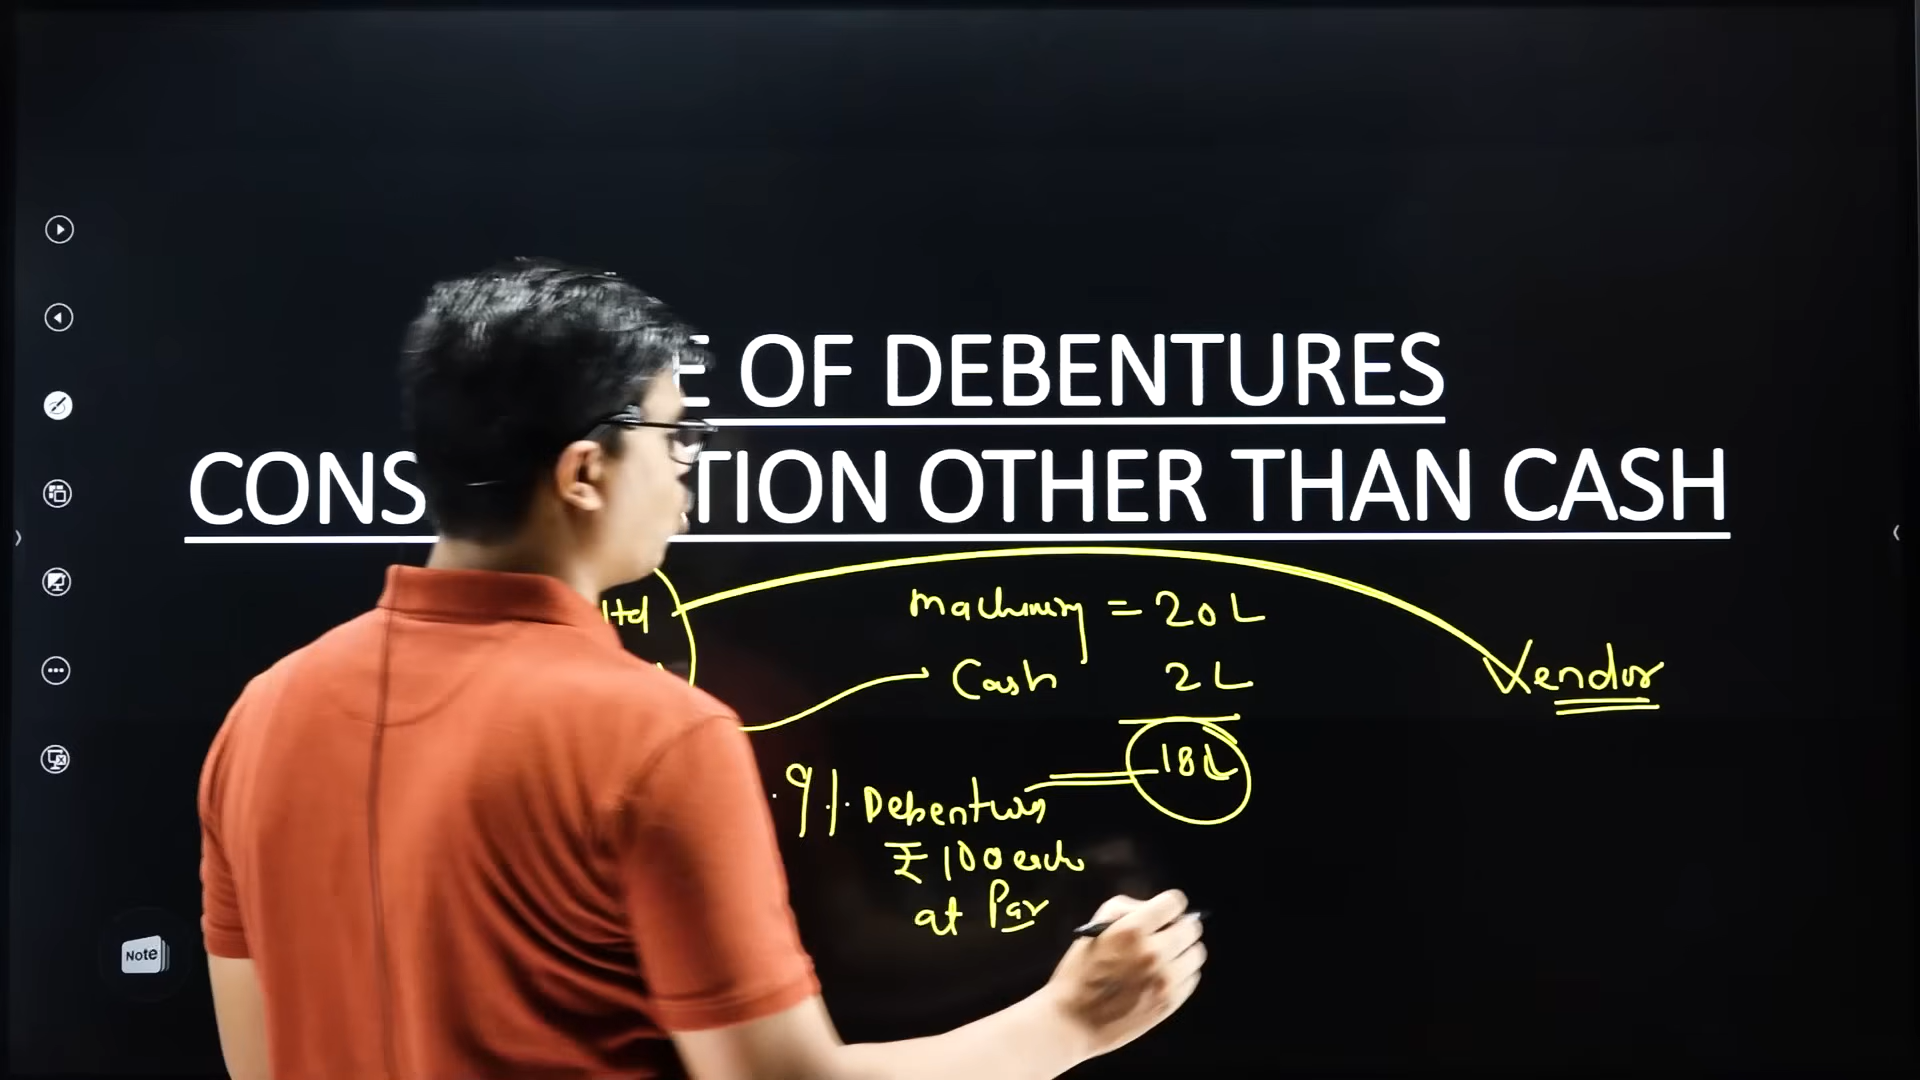 E OF DEBENTURES
CONS TION OTHER THAN CASH
ltd
Machinery = 20 L
Cash 2 L
Vendor
18L
9% Debentures
₹ 100 each
at Par
Note